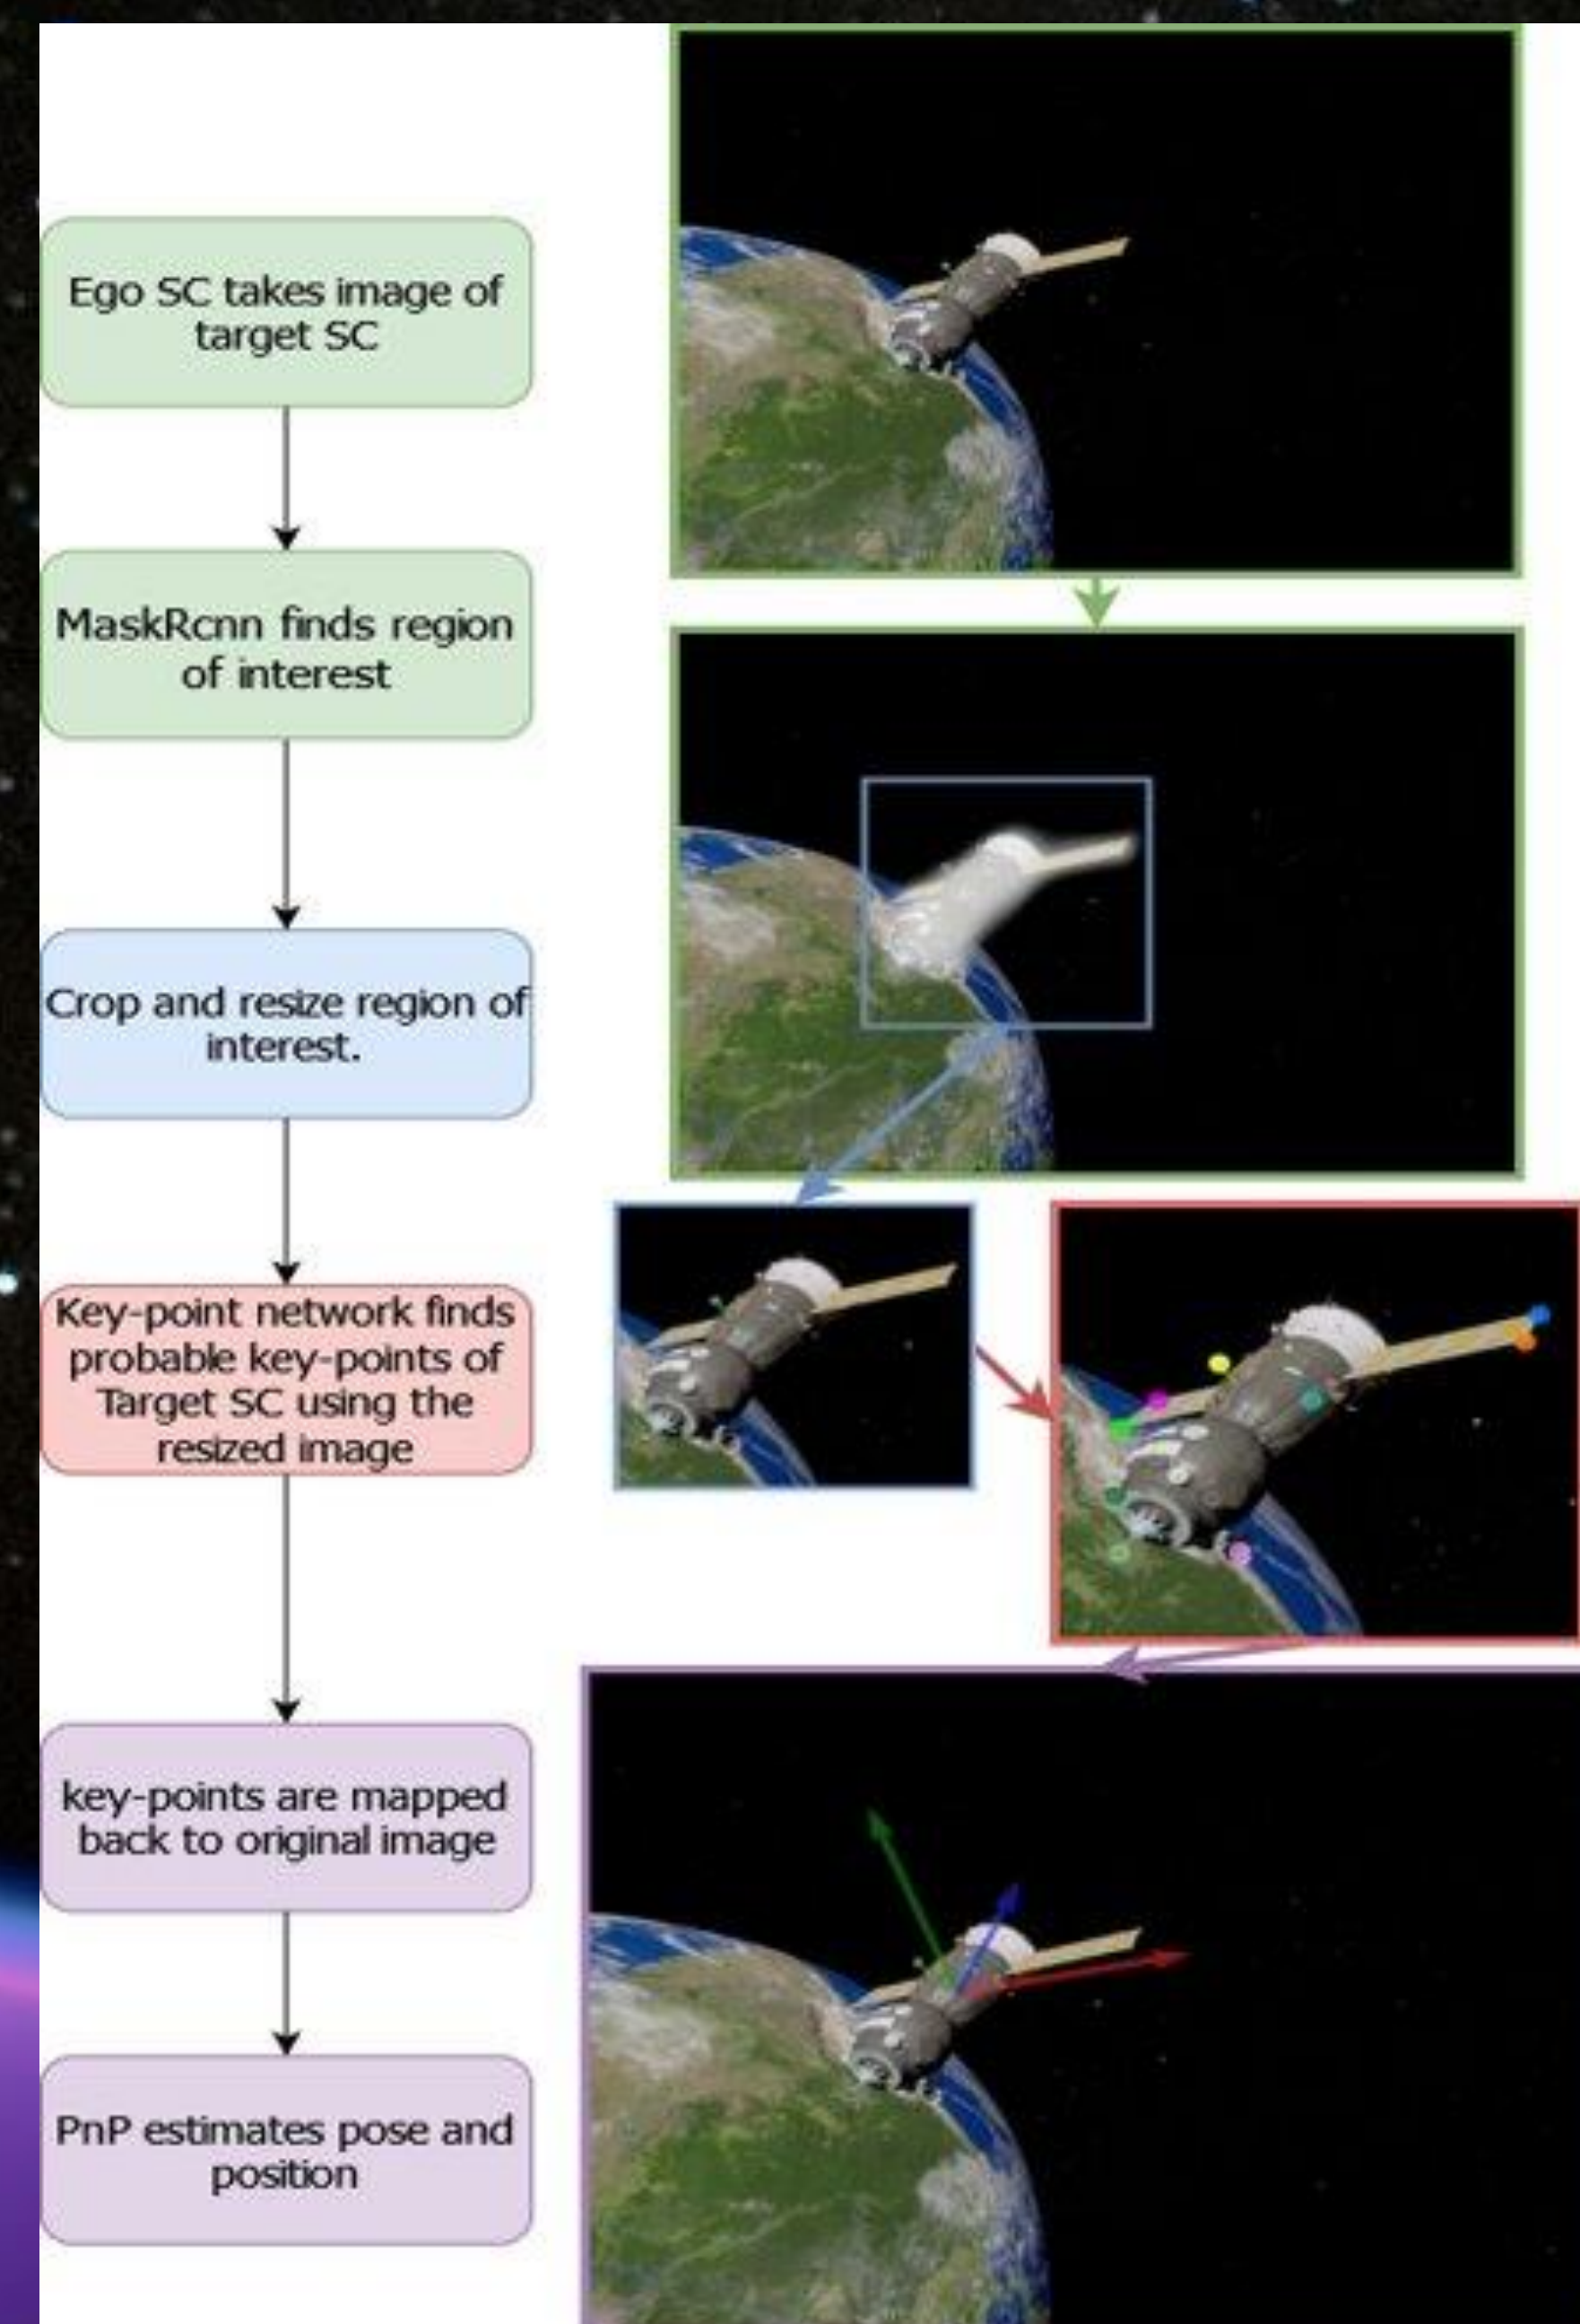 Ego SC takes image of
target SC
MaskRcnn finds region
of interest
Crop and resize region of
interest.
Key-point network finds
probable key-points of
Target SC using the
resized image
key-points are mapped
back to original image
PnP estimates pose and
position